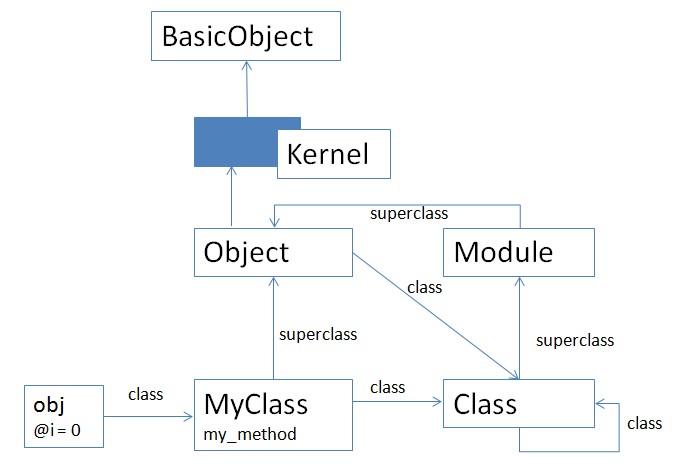 BasicObject
Kernel
superclass
Object
Module
class
superclass
superclass
obj
@i = 0
class
MyClass
my_method
class
Class
class